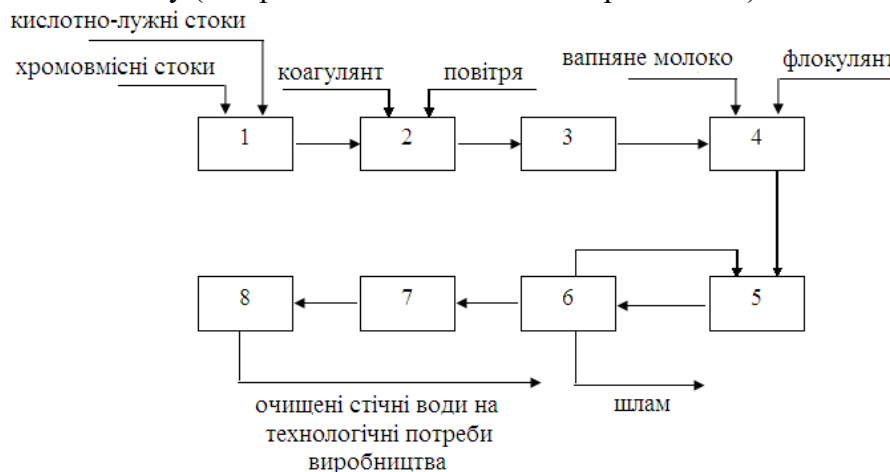 кислотно-лужні стоки
хромовмісні стоки
коагулянт
повітря
вапняне молоко
флокулянт
1
2
3
4
8
7
6
5
очищені стічні води на
технологічні потреби
виробництва
шлам